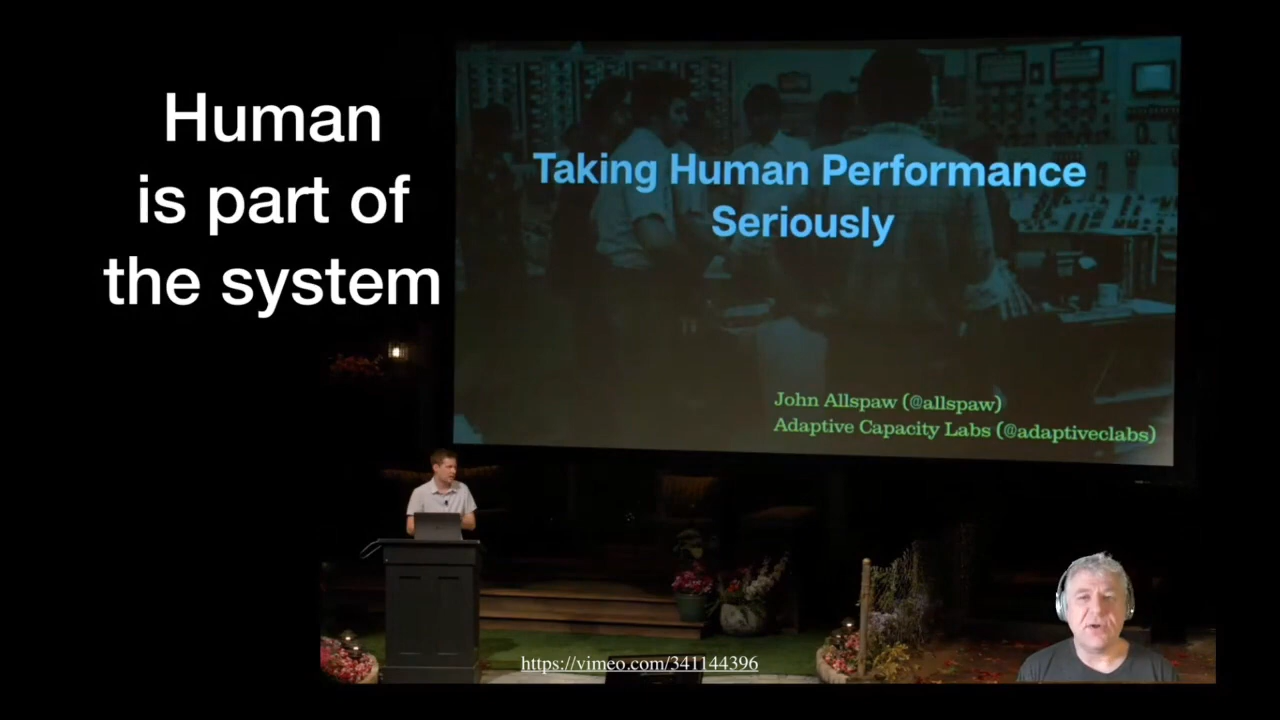 Human
is part of
the system
Taking Human Performance
Seriously
John Allspaw (@allspaw)
Adaptive Capacity Labs (@adaptiveclabs)
https://vimeo.com/341144396